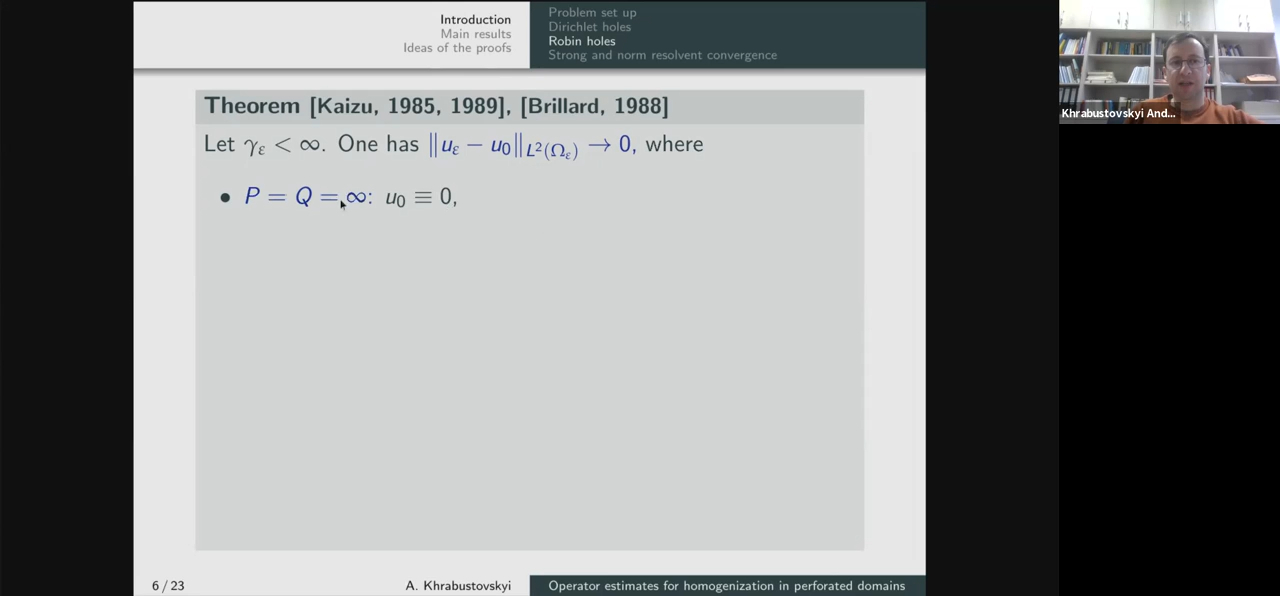 Introduction
Main results
Ideas of the proofs
Problem set up
Dirichlet holes
Robin holes
Strong and norm resolvent convergence
Theorem [Kaizu, 1985, 1989], [Brillard, 1988]
Let γ_ε < ∞. One has ‖u_ε − u_0‖_{L²(Ω_ε)} → 0, where
• P = Q = ∞: u_0 ≡ 0,
6 / 23
A. Khrabustovskyi
Operator estimates for homogenization in perforated domains
Khrabustovskyi And...